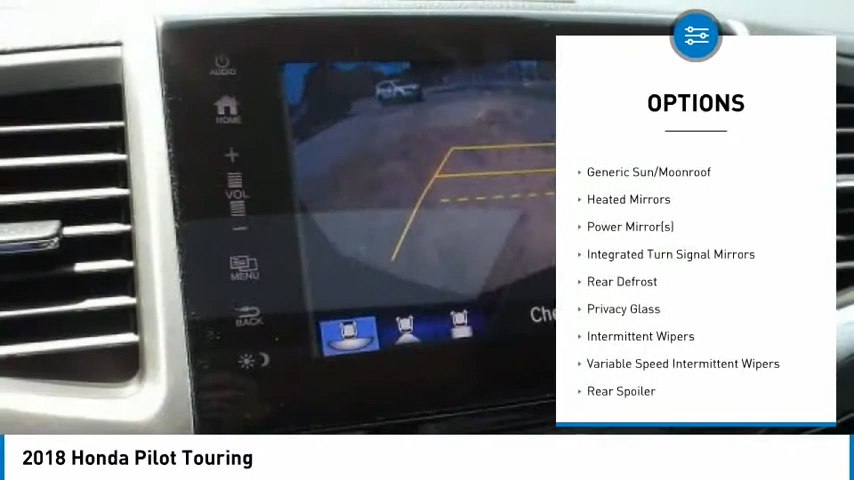 AUDIO
HOME
+
VOL
-
MENU
BACK
Che
OPTIONS
Generic Sun/Moonroof
Heated Mirrors
Power Mirror(s)
Integrated Turn Signal Mirrors
Rear Defrost
Privacy Glass
Intermittent Wipers
Variable Speed Intermittent Wipers
Rear Spoiler
2018 Honda Pilot Touring